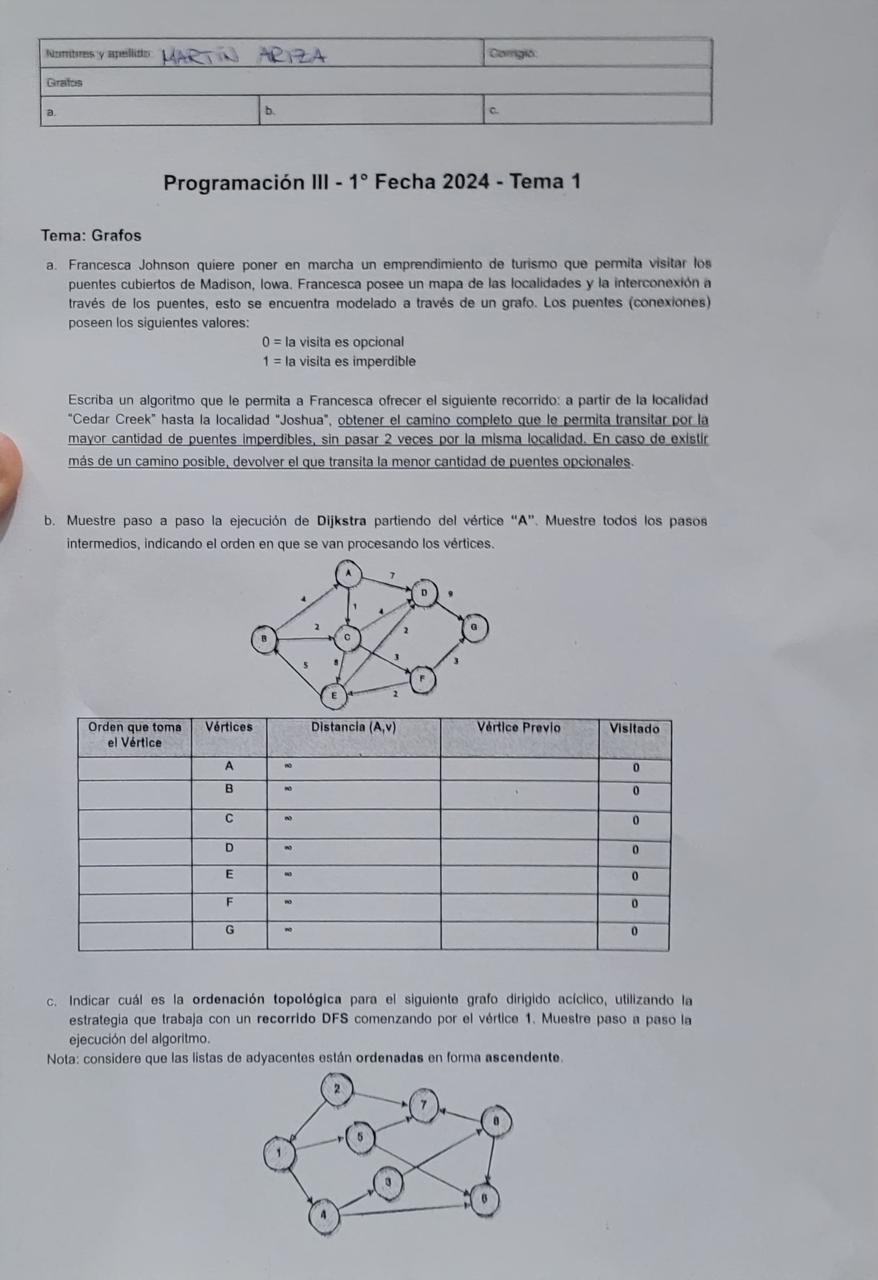 Nombres y apellido: MARTÍN ARIZA Corrigió:
Grafos
a. b. c.
Programación III - 1° Fecha 2024 - Tema 1
Tema: Grafos
a. Francesca Johnson quiere poner en marcha un emprendimiento de turismo que permita visitar los
puentes cubiertos de Madison, Iowa. Francesca posee un mapa de las localidades y la interconexión a
través de los puentes, esto se encuentra modelado a través de un grafo. Los puentes (conexiones)
poseen los siguientes valores:
0 = la visita es opcional
1 = la visita es imperdible
Escriba un algoritmo que le permita a Francesca ofrecer el siguiente recorrido: a partir de la localidad
"Cedar Creek" hasta la localidad "Joshua", obtener el camino completo que le permita transitar por la
mayor cantidad de puentes imperdibles, sin pasar 2 veces por la misma localidad. En caso de existir
más de un camino posible, devolver el que transita la menor cantidad de puentes opcionales.
b. Muestre paso a paso la ejecución de Dijkstra partiendo del vértice "A". Muestre todos los pasos
intermedios, indicando el orden en que se van procesando los vértices.
A 7
4 D 9
1 4
2 G
B C 2
3 3
5 8 F
E 2
Orden que toma el Vértice Vértices Distancia (A,v) Vértice Previo Visitado
A ∞ 0
B ∞ 0
C ∞ 0
D ∞ 0
E ∞ 0
F ∞ 0
G ∞ 0
c. Indicar cuál es la ordenación topológica para el siguiente grafo dirigido acíclico, utilizando la
estrategia que trabaja con un recorrido DFS comenzando por el vértice 1. Muestre paso a paso la
ejecución del algoritmo.
Nota: considere que las listas de adyacentes están ordenadas en forma ascendente.
2
7
8
5
1
3
6
4